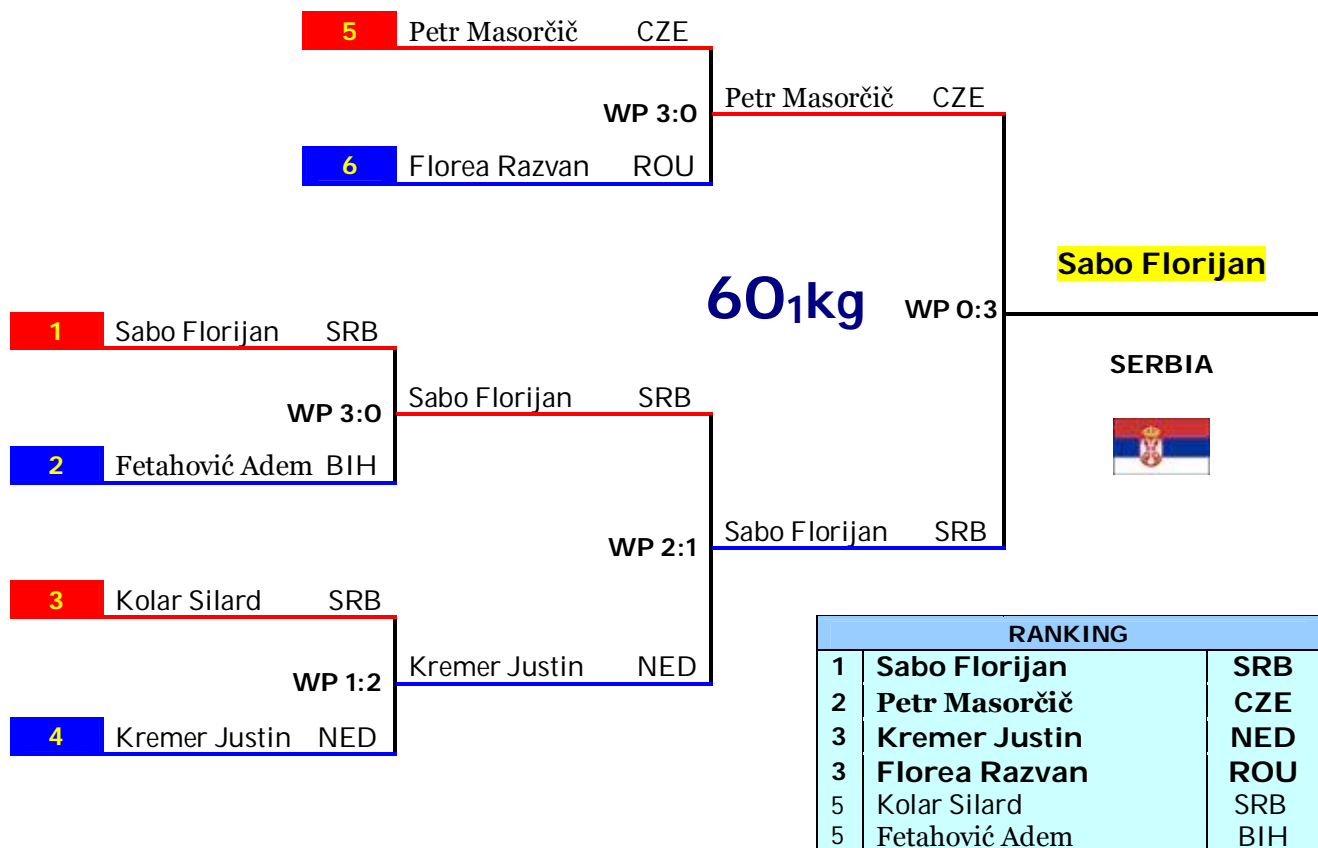 5 Petr Masorčič CZE
WP 3:0
6 Florea Razvan ROU
Petr Masorčič CZE
1 Sabo Florijan SRB
WP 3:0
2 Fetahović Adem BIH
Sabo Florijan SRB
3 Kolar Silard SRB
WP 1:2
4 Kremer Justin NED
Kremer Justin NED
WP 2:1
Sabo Florijan SRB
60₁kg
WP 0:3
Sabo Florijan
SERBIA
RANKING
1 Sabo Florijan SRB
2 Petr Masorčič CZE
3 Kremer Justin NED
3 Florea Razvan ROU
5 Kolar Silard SRB
5 Fetahović Adem BIH